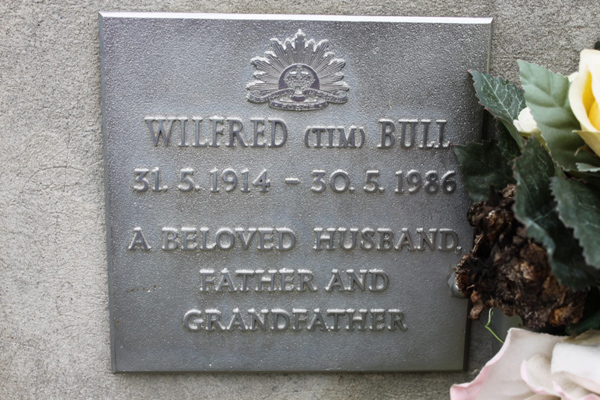 WILFRED (TIM) BULL
31. 5. 1914 - 30. 5. 1986
A BELOVED HUSBAND,
FATHER AND
GRANDFATHER